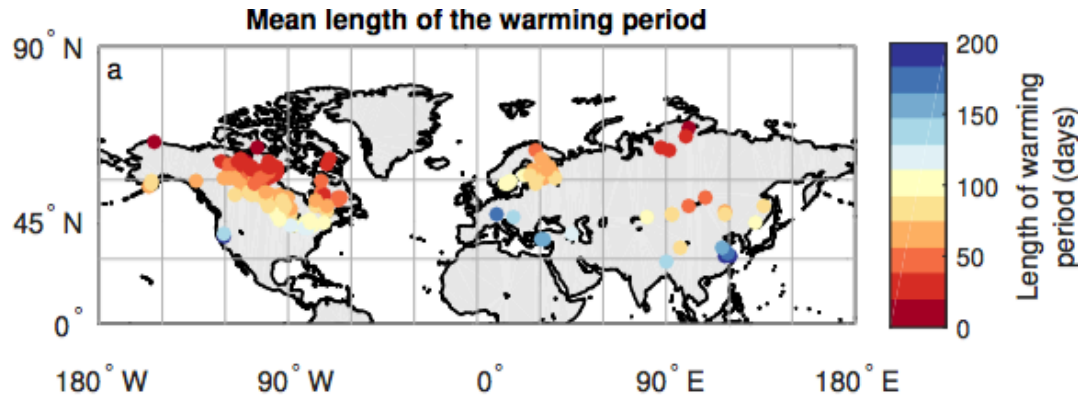 Mean length of the warming period
90° N
a
45° N
0°
180° W
90° W
0°
90° E
180° E
200
150
100
50
0
Length of warming
period (days)